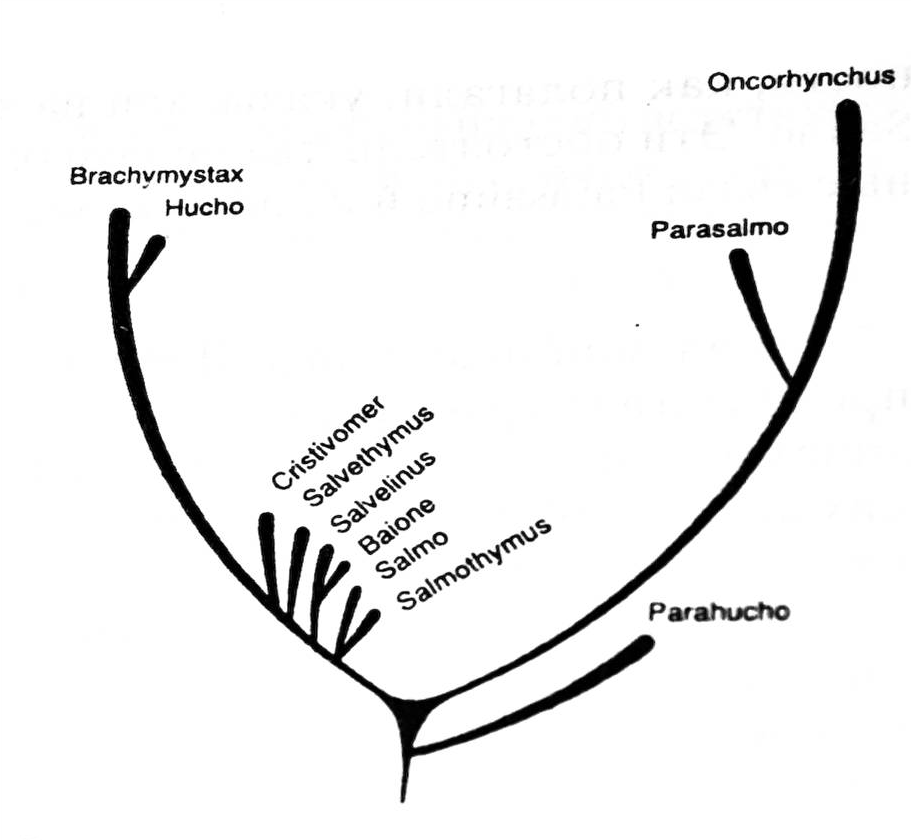 Oncorhynchus
Brachymystax
Hucho
Parasalmo
Cristivomer
Salvethymus
Salvelinus
Baione
Salmo
Salmothymus
Parahucho